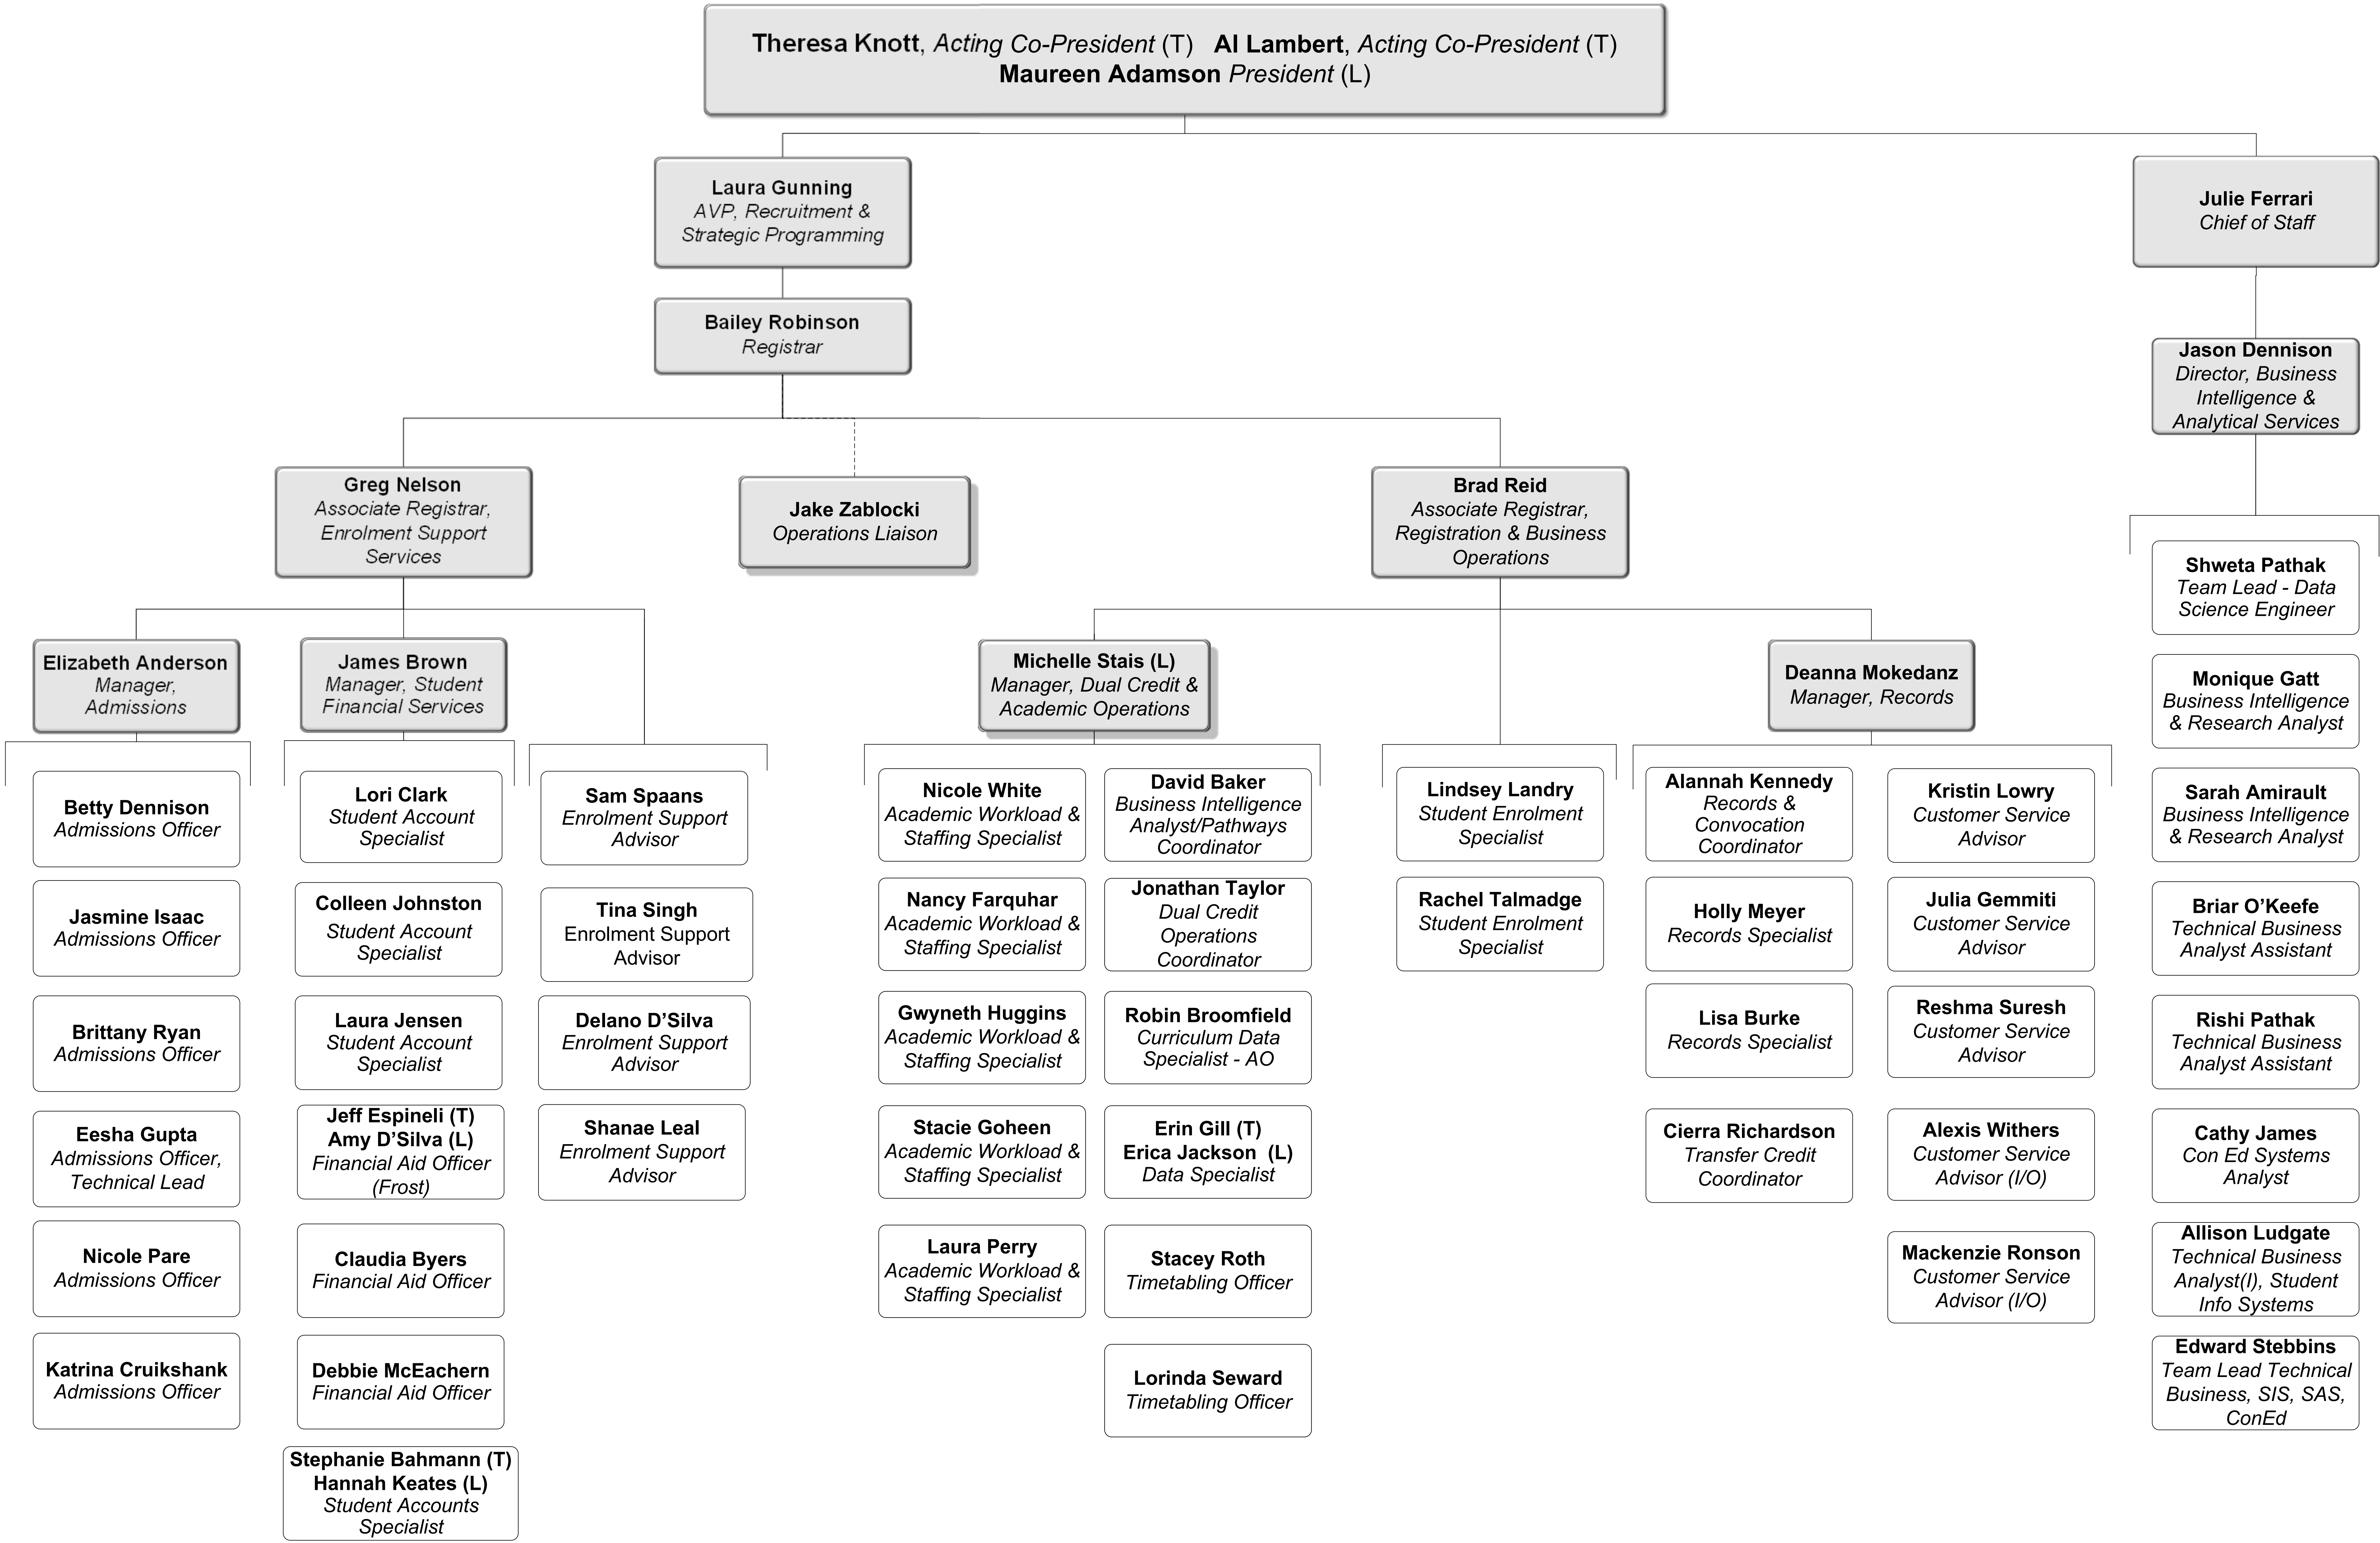 Theresa Knott, Acting Co-President (T)   Al Lambert, Acting Co-President (T)
Maureen Adamson President (L)
Laura Gunning
AVP, Recruitment &
Strategic Programming
Julie Ferrari
Chief of Staff
Bailey Robinson
Registrar
Jason Dennison
Director, Business
Intelligence &
Analytical Services
Greg Nelson
Associate Registrar,
Enrolment Support
Services
Jake Zablocki
Operations Liaison
Brad Reid
Associate Registrar,
Registration & Business
Operations
Elizabeth Anderson
Manager,
Admissions
James Brown
Manager, Student
Financial Services
Michelle Stais (L)
Manager, Dual Credit &
Academic Operations
Deanna Mokedanz
Manager, Records
Betty Dennison
Admissions Officer
Jasmine Isaac
Admissions Officer
Brittany Ryan
Admissions Officer
Eesha Gupta
Admissions Officer,
Technical Lead
Nicole Pare
Admissions Officer
Katrina Cruikshank
Admissions Officer
Lori Clark
Student Account
Specialist
Colleen Johnston
Student Account
Specialist
Laura Jensen
Student Account
Specialist
Jeff Espineli (T)
Amy D’Silva (L)
Financial Aid Officer
(Frost)
Claudia Byers
Financial Aid Officer
Debbie McEachern
Financial Aid Officer
Stephanie Bahmann (T)
Hannah Keates (L)
Student Accounts
Specialist
Sam Spaans
Enrolment Support
Advisor
Tina Singh
Enrolment Support
Advisor
Delano D’Silva
Enrolment Support
Advisor
Shanae Leal
Enrolment Support
Advisor
Nicole White
Academic Workload &
Staffing Specialist
Nancy Farquhar
Academic Workload &
Staffing Specialist
Gwyneth Huggins
Academic Workload &
Staffing Specialist
Stacie Goheen
Academic Workload &
Staffing Specialist
Laura Perry
Academic Workload &
Staffing Specialist
David Baker
Business Intelligence
Analyst/Pathways
Coordinator
Jonathan Taylor
Dual Credit
Operations
Coordinator
Robin Broomfield
Curriculum Data
Specialist - AO
Erin Gill (T)
Erica Jackson  (L)
Data Specialist
Stacey Roth
Timetabling Officer
Lorinda Seward
Timetabling Officer
Lindsey Landry
Student Enrolment
Specialist
Rachel Talmadge
Student Enrolment
Specialist
Alannah Kennedy
Records &
Convocation
Coordinator
Holly Meyer
Records Specialist
Lisa Burke
Records Specialist
Cierra Richardson
Transfer Credit
Coordinator
Kristin Lowry
Customer Service
Advisor
Julia Gemmiti
Customer Service
Advisor
Reshma Suresh
Customer Service
Advisor
Alexis Withers
Customer Service
Advisor (I/O)
Mackenzie Ronson
Customer Service
Advisor (I/O)
Shweta Pathak
Team Lead - Data
Science Engineer
Monique Gatt
Business Intelligence
& Research Analyst
Sarah Amirault
Business Intelligence
& Research Analyst
Briar O’Keefe
Technical Business
Analyst Assistant
Rishi Pathak
Technical Business
Analyst Assistant
Cathy James
Con Ed Systems
Analyst
Allison Ludgate
Technical Business
Analyst(I), Student
Info Systems
Edward Stebbins
Team Lead Technical
Business, SIS, SAS,
ConEd